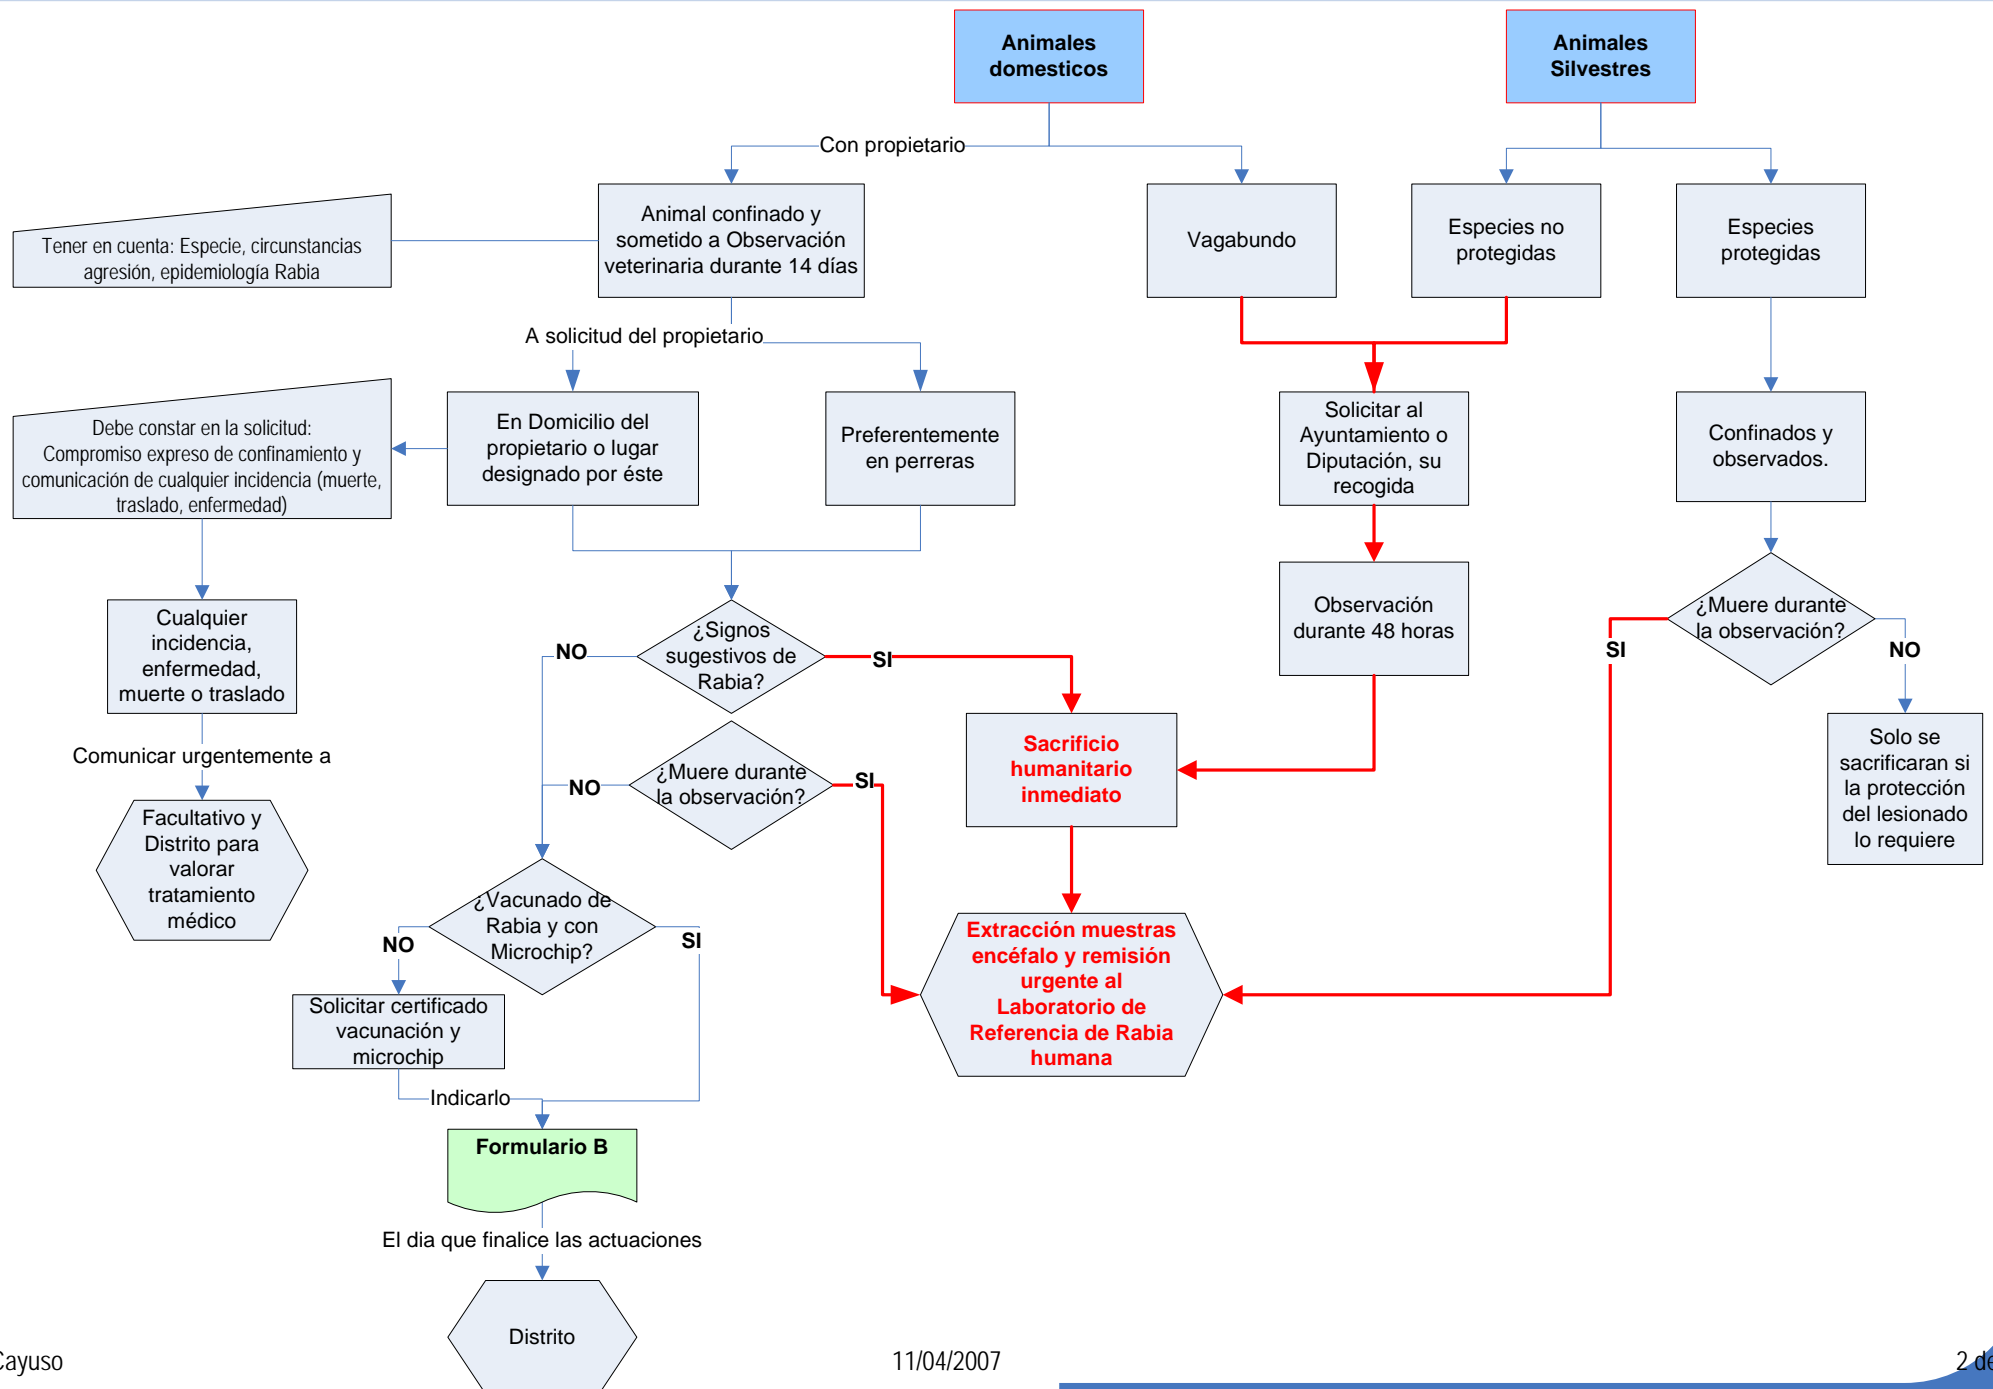 Animales
domesticos
Animales
Silvestres
Con propietario
Tener en cuenta: Especie, circunstancias
agresión, epidemiología Rabia
Animal confinado y
sometido a Observación
veterinaria durante 14 días
Vagabundo
Especies no
protegidas
Especies
protegidas
A solicitud del propietario
Debe constar en la solicitud:
Compromiso expreso de confinamiento y
comunicación de cualquier incidencia (muerte,
traslado, enfermedad)
En Domicilio del
propietario o lugar
designado por éste
Preferentemente
en perreras
Solicitar al
Ayuntamiento o
Diputación, su
recogida
Confinados y
observados.
Cualquier
incidencia,
enfermedad,
muerte o traslado
¿Signos
sugestivos de
Rabia?
NO
SI
Observación
durante 48 horas
¿Muere durante
la observación?
SI
NO
Comunicar urgentemente a
¿Muere durante
la observación?
NO
SI
Sacrificio
humanitario
inmediato
Solo se
sacrificaran si
la protección
del lesionado
lo requiere
Facultativo y
Distrito para
valorar
tratamiento
médico
¿Vacunado de
Rabia y con
Microchip?
NO
SI
Extracción muestras
encéfalo y remisión
urgente al
Laboratorio de
Referencia de Rabia
humana
Solicitar certificado
vacunación y
microchip
Indicarlo
Formulario B
El dia que finalice las actuaciones
Distrito
Cayuso
11/04/2007
2 de